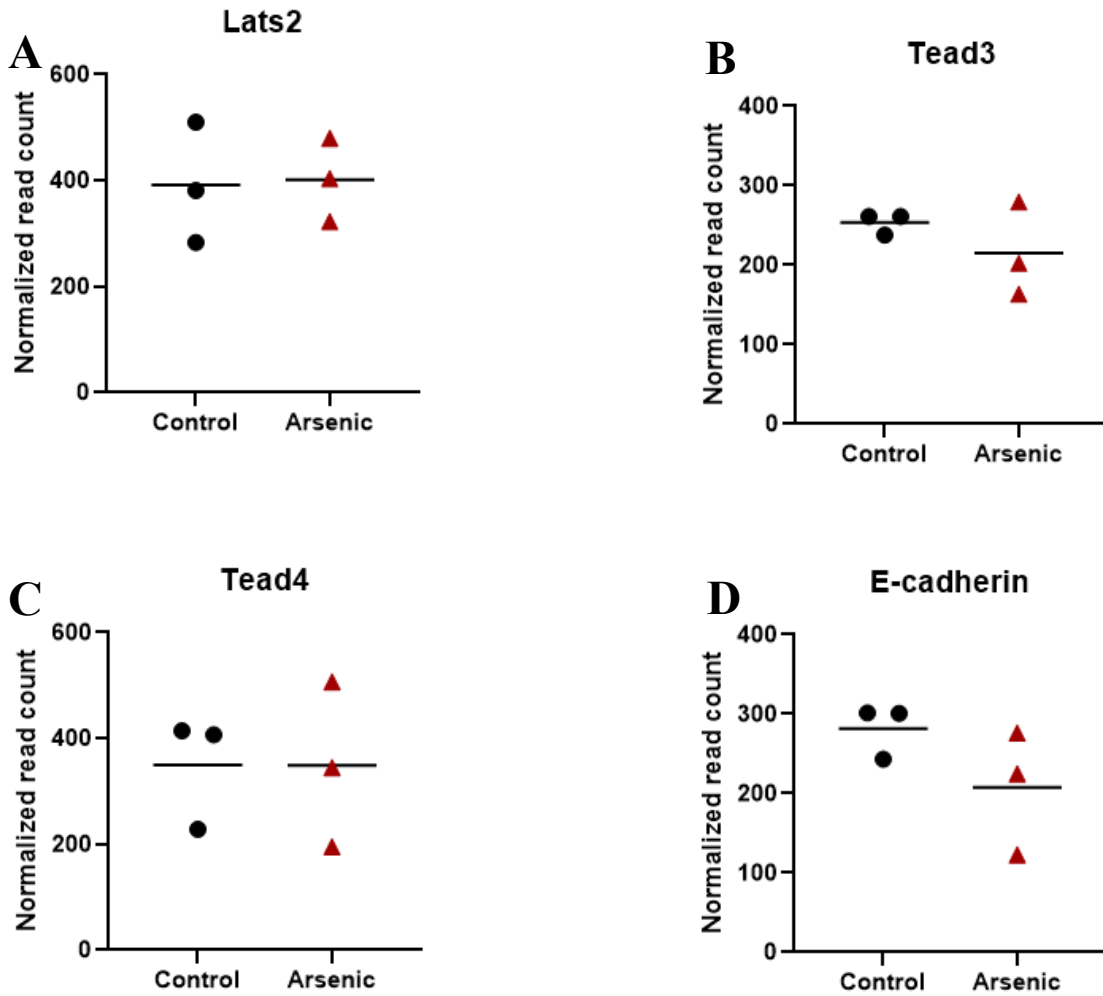 A
Lats2
Normalized read count
600
400
200
0
Control Arsenic
B
Tead3
Normalized read count
400
300
200
100
0
Control Arsenic
C
Tead4
Normalized read count
600
400
200
0
Control Arsenic
D
E-cadherin
Normalized read count
400
300
200
100
0
Control Arsenic